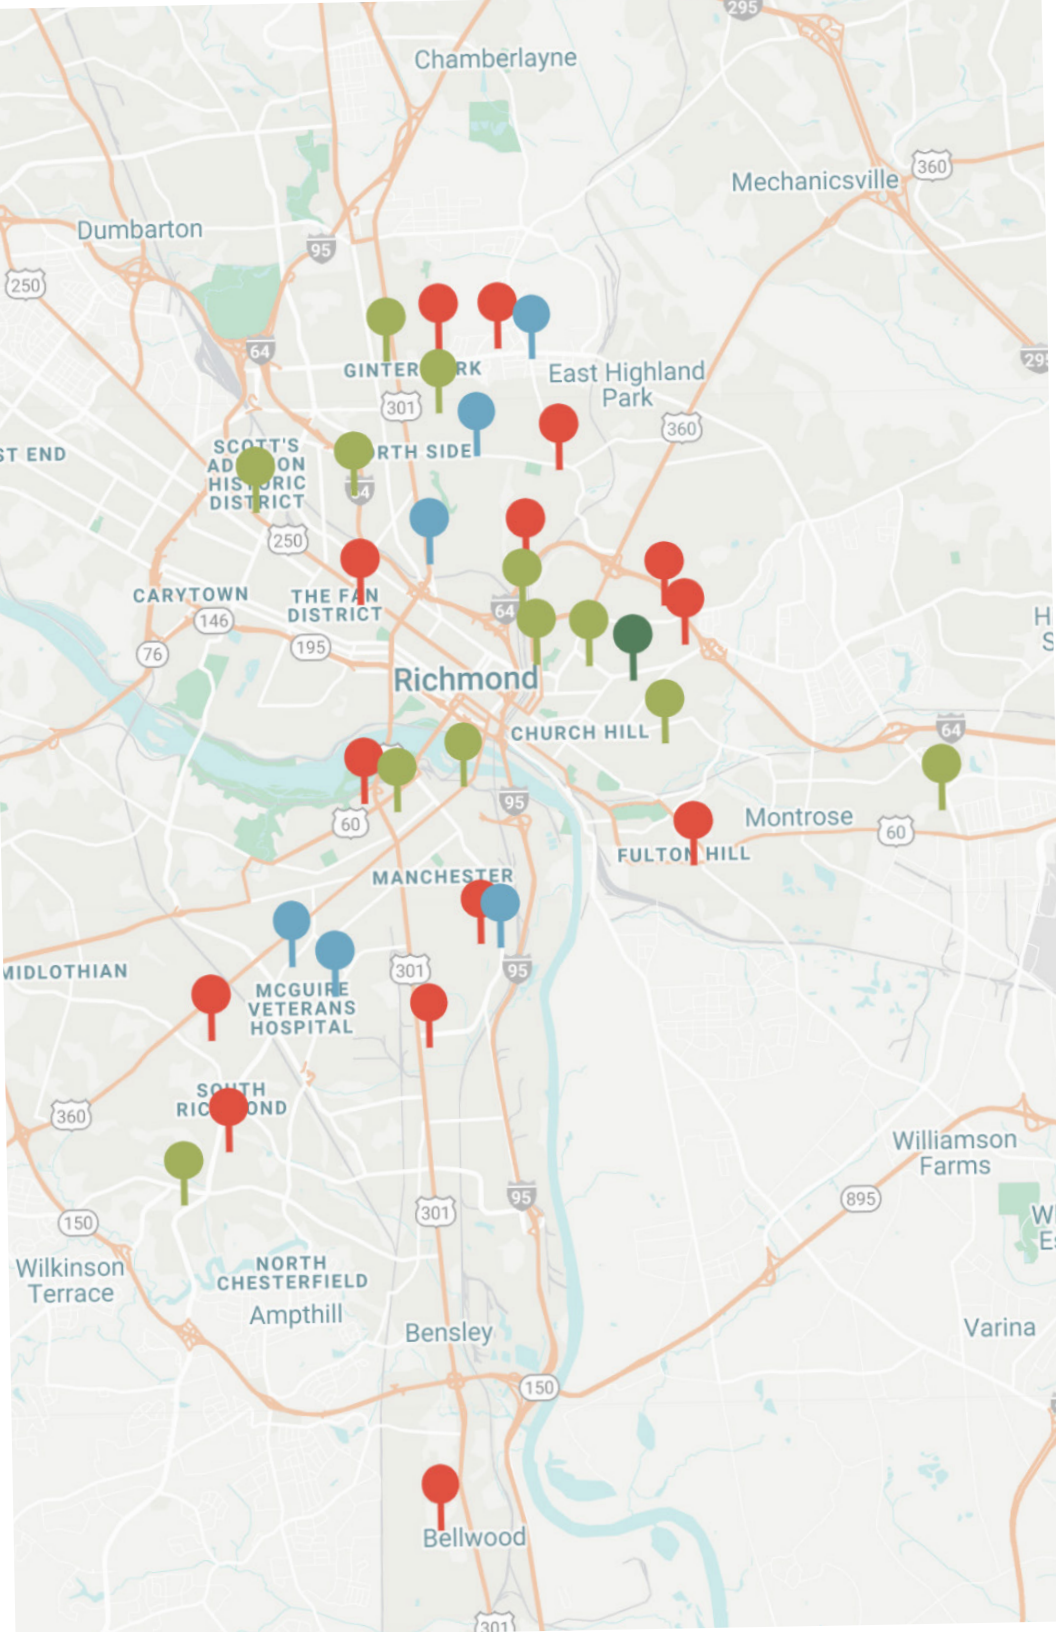 295
Chamberlayne
360
Mechanicsville
Dumbarton
95
250
64
295
GINTER
RK
East Highland
Park
301
360
SCOTT'S
AD
ON
HISTORIC
DISTRICT
ST END
RTH SIDE
250
CARYTOWN
THE FAN
DISTRICT
64
146
195
76
Richmond
CHURCH HILL
64
95
60
Montrose
60
FULTON HILL
MANCHESTER
MIDLOTHIAN
301
95
MCGUIRE
VETERANS
HOSPITAL
SOUTH
RICHMOND
360
Williamson
Farms
895
95
301
150
Wilkinson
Terrace
NORTH
CHESTERFIELD
Ampthill
Bensley
Varina
150
Bellwood
301